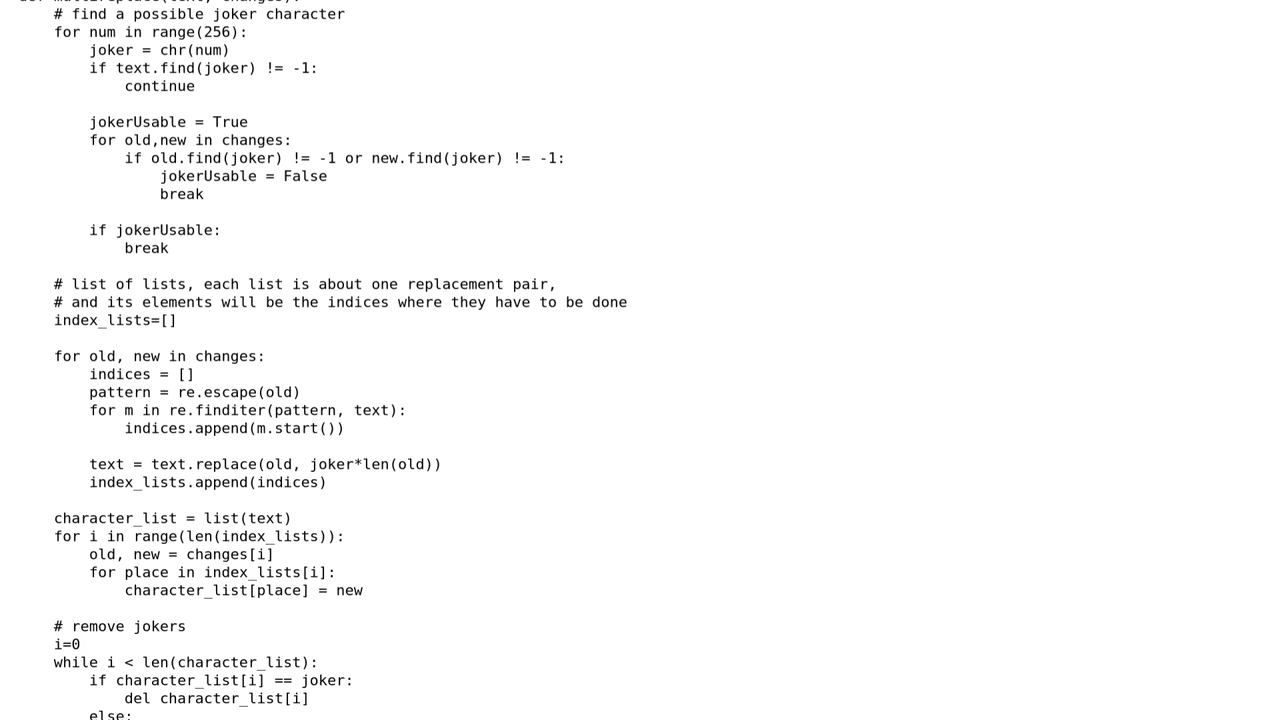 # find a possible joker character
    for num in range(256):
        joker = chr(num)
        if text.find(joker) != -1:
            continue

        jokerUsable = True
        for old,new in changes:
            if old.find(joker) != -1 or new.find(joker) != -1:
                jokerUsable = False
                break

        if jokerUsable:
            break

    # list of lists, each list is about one replacement pair,
    # and its elements will be the indices where they have to be done
    index_lists=[]

    for old, new in changes:
        indices = []
        pattern = re.escape(old)
        for m in re.finditer(pattern, text):
            indices.append(m.start())

        text = text.replace(old, joker*len(old))
        index_lists.append(indices)

    character_list = list(text)
    for i in range(len(index_lists)):
        old, new = changes[i]
        for place in index_lists[i]:
            character_list[place] = new

    # remove jokers
    i=0
    while i < len(character_list):
        if character_list[i] == joker:
            del character_list[i]
        else: